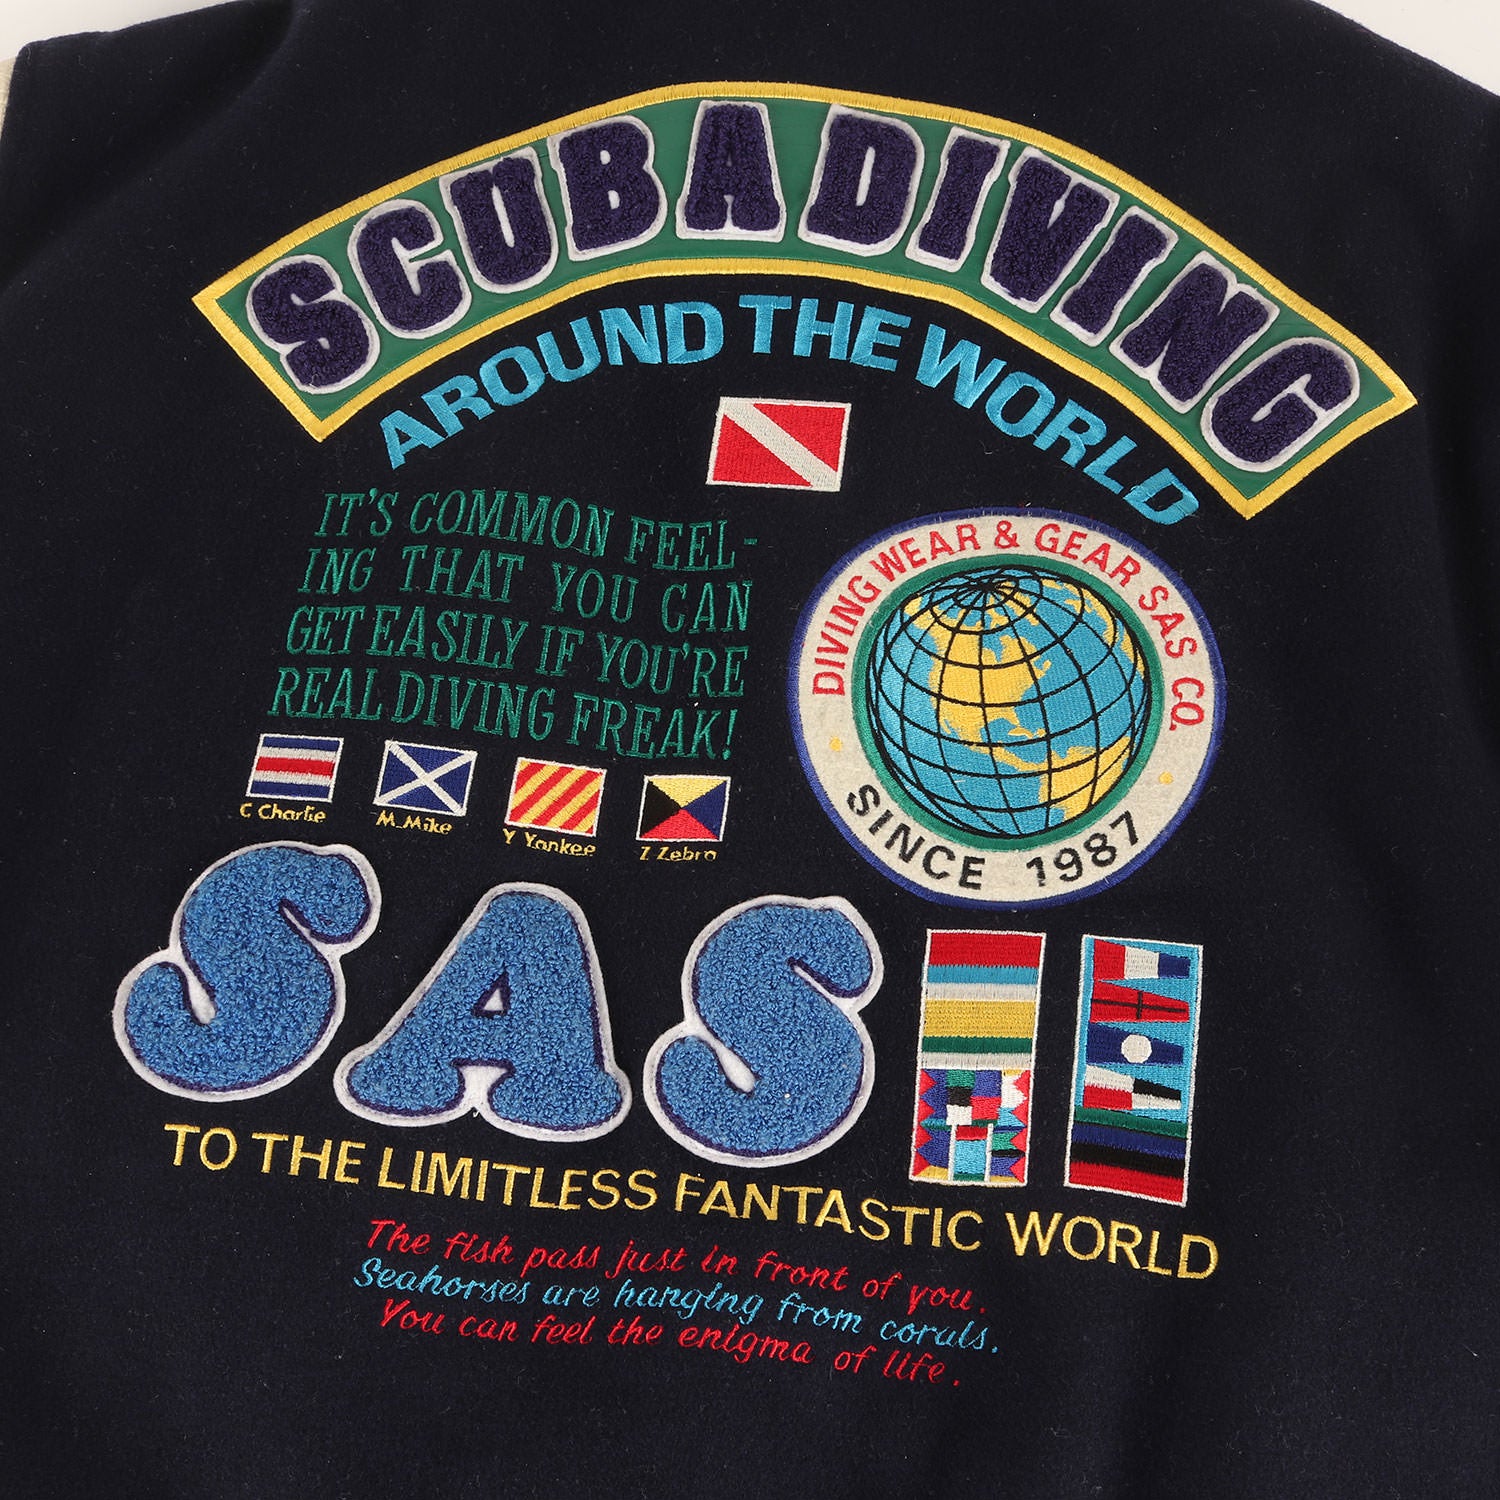 SCUBA DIVING
AROUND THE WORLD
IT'S COMMON FEEL-
ING THAT YOU CAN
GET EASILY IF YOU'RE
REAL DIVING FREAK!
DIVING WEAR & GEAR SAS CO.
SINCE 1987
C Charlie
M Mike
Y Yankee
Z Zebra
SAS
TO THE LIMITLESS FANTASTIC WORLD
The fish pass just in front of you.
Seahorses are hanging from corals.
You can feel the enigma of life.